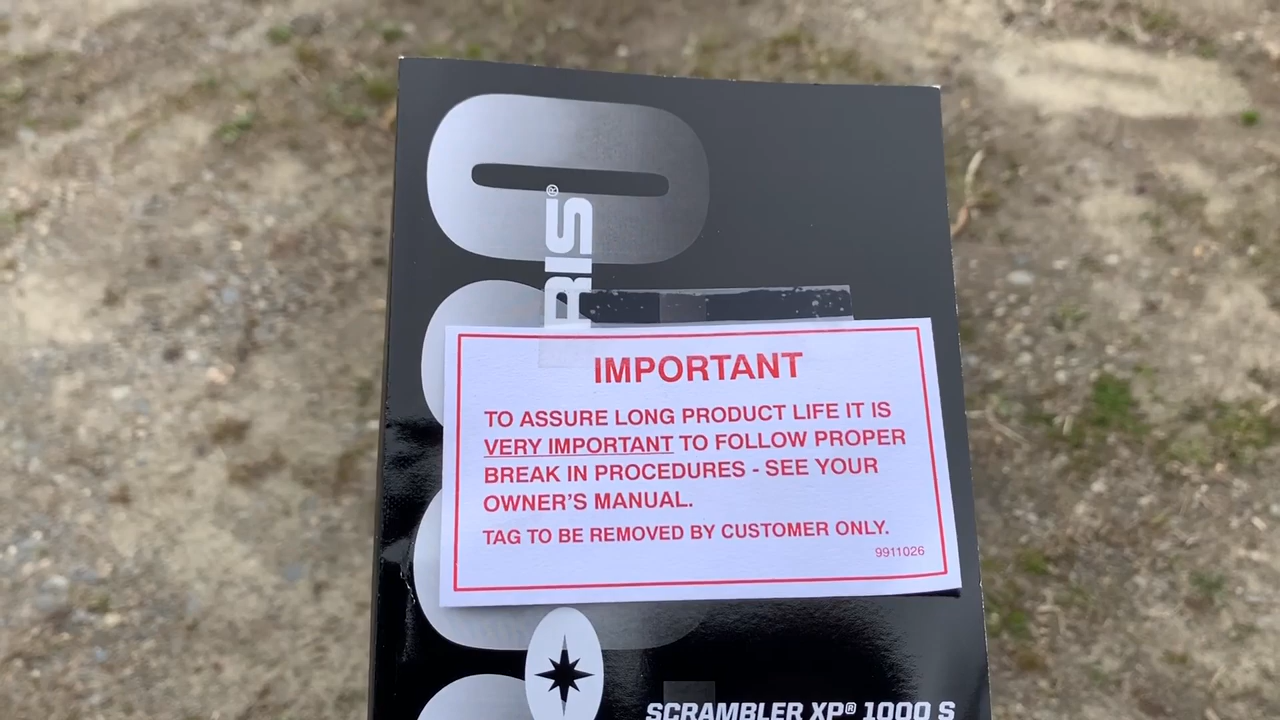 RIS®
IMPORTANT
TO ASSURE LONG PRODUCT LIFE IT IS
VERY IMPORTANT TO FOLLOW PROPER
BREAK IN PROCEDURES - SEE YOUR
OWNER'S MANUAL.
TAG TO BE REMOVED BY CUSTOMER ONLY.
9911026
SCRAMBLER XP® 1000 S